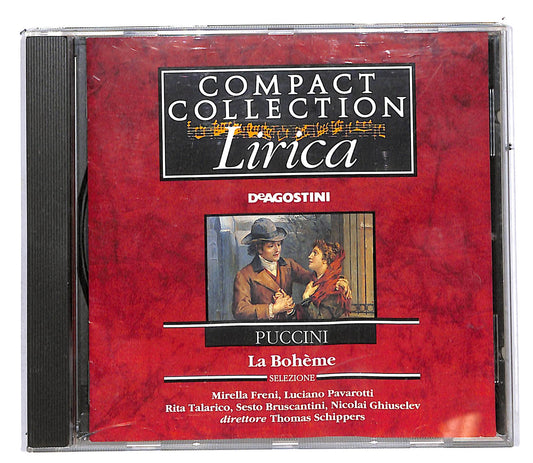 COMPACT
COLLECTION
Lirica
DeAGOSTINI
PUCCINI
La Bohème
SELEZIONE
Mirella Freni, Luciano Pavarotti
Rita Talarico, Sesto Bruscantini, Nicolai Ghiuselev
direttore Thomas Schippers